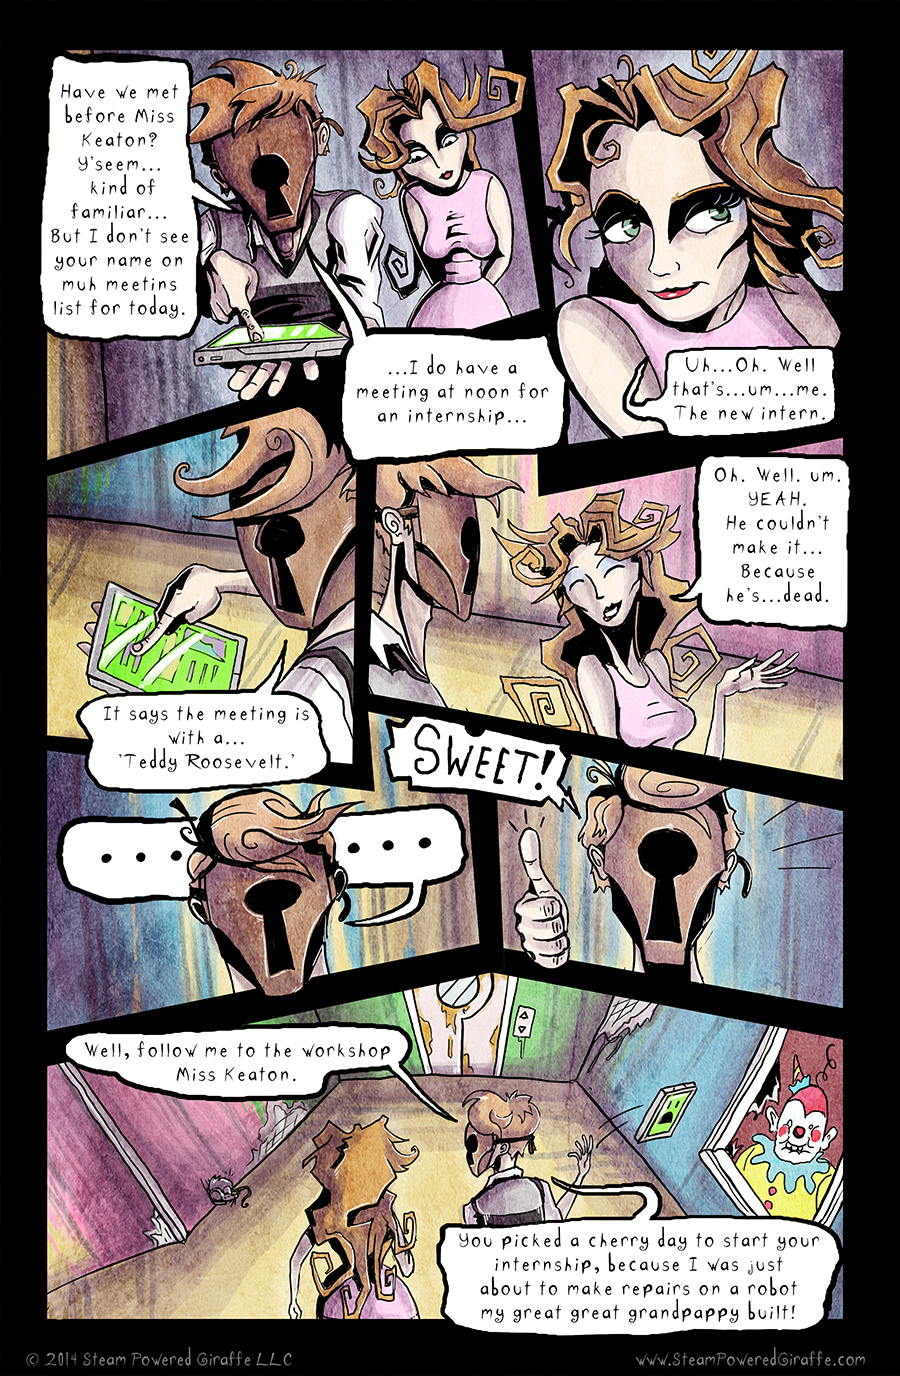 Have we met
before Miss
Keaton?
Y'seem...
kind of
familiar...
But I don't see
your name on
muh meetins
list for today.
...I do have a
meeting at noon for
an internship...
Uh...Oh. Well
that's...um...me.
The new intern.
It says the meeting is
with a...
'Teddy Roosevelt.'
Oh. Well. um.
YEAH.
He couldn't
make it...
Because
he's...dead.
. . . . . .
SWEET!
Well, follow me to the workshop
Miss Keaton.
You picked a cherry day to start your
internship, because I was just
about to make repairs on a robot
my great great grandpappy built!
© 2014 Steam Powered Giraffe LLC
www.SteamPoweredGiraffe.com